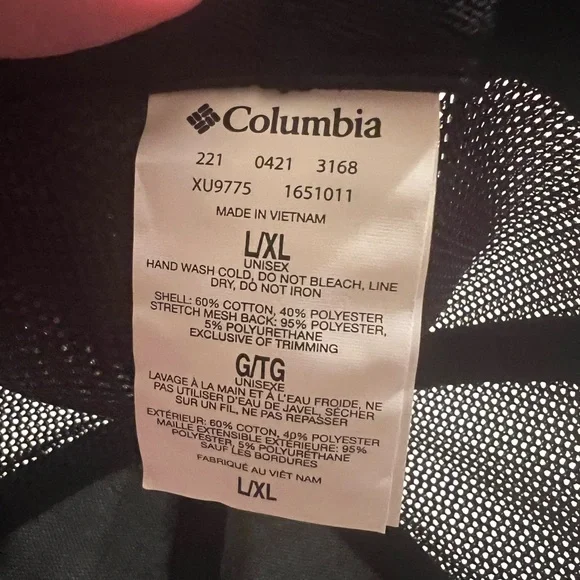 Columbia
221 0421 3168
XU9775 1651011
MADE IN VIETNAM
L/XL
UNISEX
HAND WASH COLD, DO NOT BLEACH, LINE
DRY, DO NOT IRON
SHELL: 60% COTTON, 40% POLYESTER
STRETCH MESH BACK: 95% POLYESTER,
5% POLYURETHANE
EXCLUSIVE OF TRIMMING
G/TG
UNISEXE
LAVAGE À LA MAIN ET À L'EAU FROIDE, NE
PAS UTILISER D'EAU DE JAVEL, SÉCHER
SUR UN FIL, NE PAS REPASSER
EXTÉRIEUR: 60% COTON, 40% POLYESTER
MAILLE EXTENSIBLE EXTÉRIEURE: 95%
POLYESTER, 5% POLYURÉTHANE
SAUF LES BORDURES
FABRIQUÉ AU VIÊT NAM
L/XL